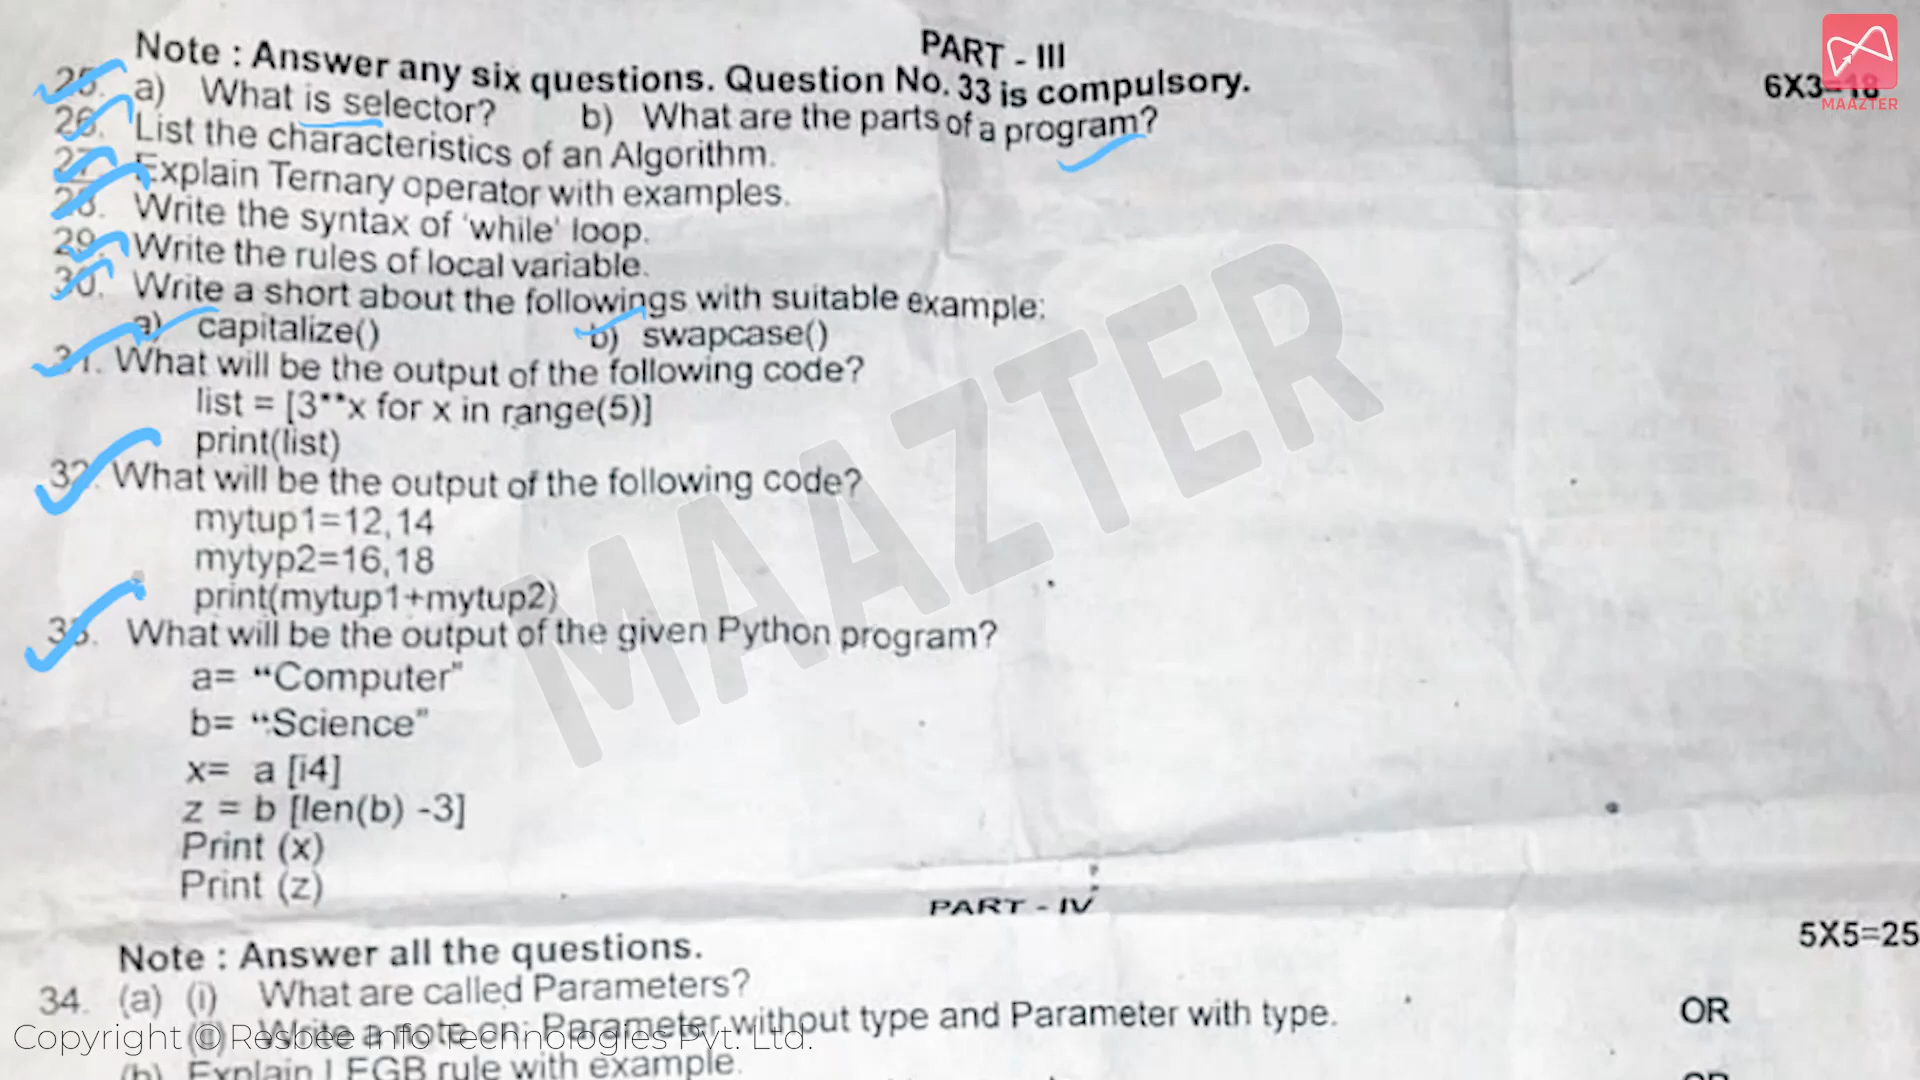 PART - III
Note : Answer any six questions. Question No. 33 is compulsory. 6X3=18
MAAZTER
25. a) What is selector? b) What are the parts of a program?
26. List the characteristics of an Algorithm.
27. Explain Ternary operator with examples.
28. Write the syntax of 'while' loop.
29. Write the rules of local variable.
30. Write a short about the followings with suitable example:
a) capitalize() b) swapcase()
31. What will be the output of the following code?
list = [3**x for x in range(5)]
print(list)
32. What will be the output of the following code?
mytup1=12,14
mytyp2=16,18
print(mytup1+mytup2)
33. What will be the output of the given Python program?
a= “Computer"
b= “Science"
x= a [i4]
z = b [len(b) -3]
Print (x)
Print (z)
MAAZTER
PART - IV
Note : Answer all the questions. 5X5=25
34. (a) (i) What are called Parameters?
(ii) Write a note on: Parameter without type and Parameter with type. OR
Copyright © Resbee Info Technologies Pvt. Ltd.
(b) Explain LEGB rule with example.
OR